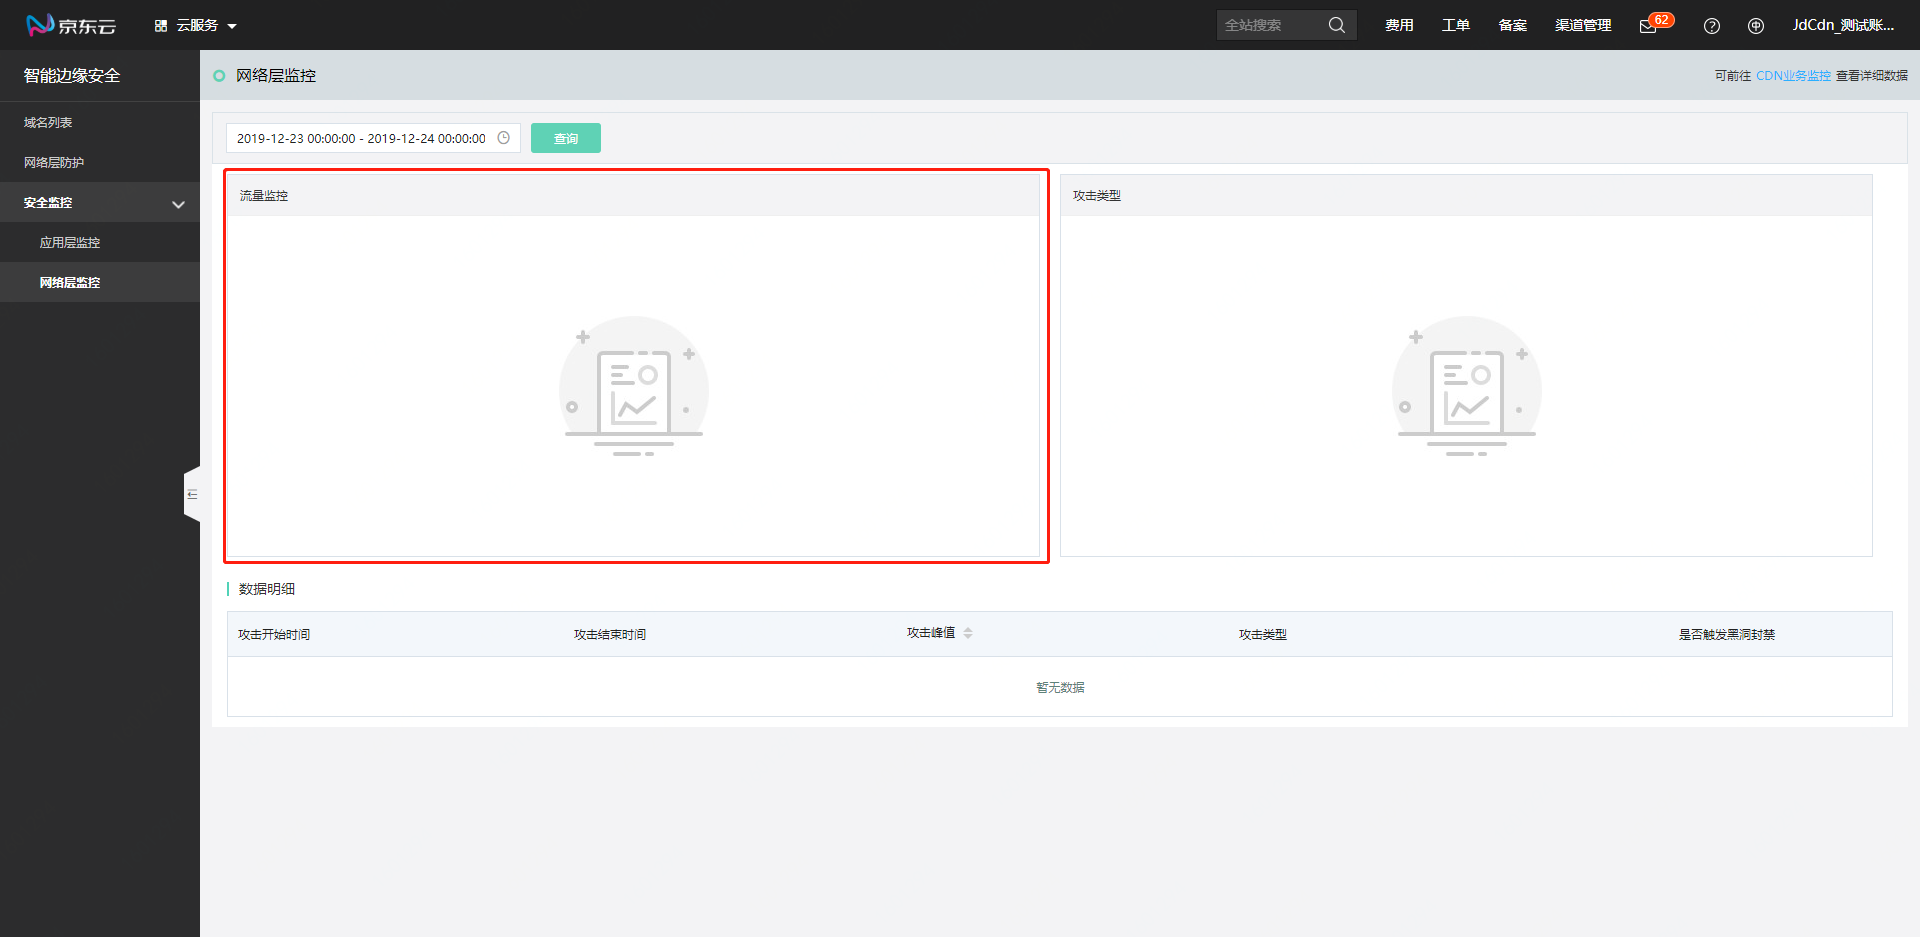 京东云
云服务
全站搜索
费用
工单
备案
渠道管理
62
JdCdn_测试账...
智能边缘安全
域名列表
网络层防护
安全监控
应用层监控
网络层监控
网络层监控
可前往 CDN业务监控 查看详细数据
2019-12-23 00:00:00 - 2019-12-24 00:00:00
查询
流量监控
攻击类型
数据明细
攻击开始时间 攻击结束时间 攻击峰值 攻击类型 是否触发黑洞封禁
暂无数据